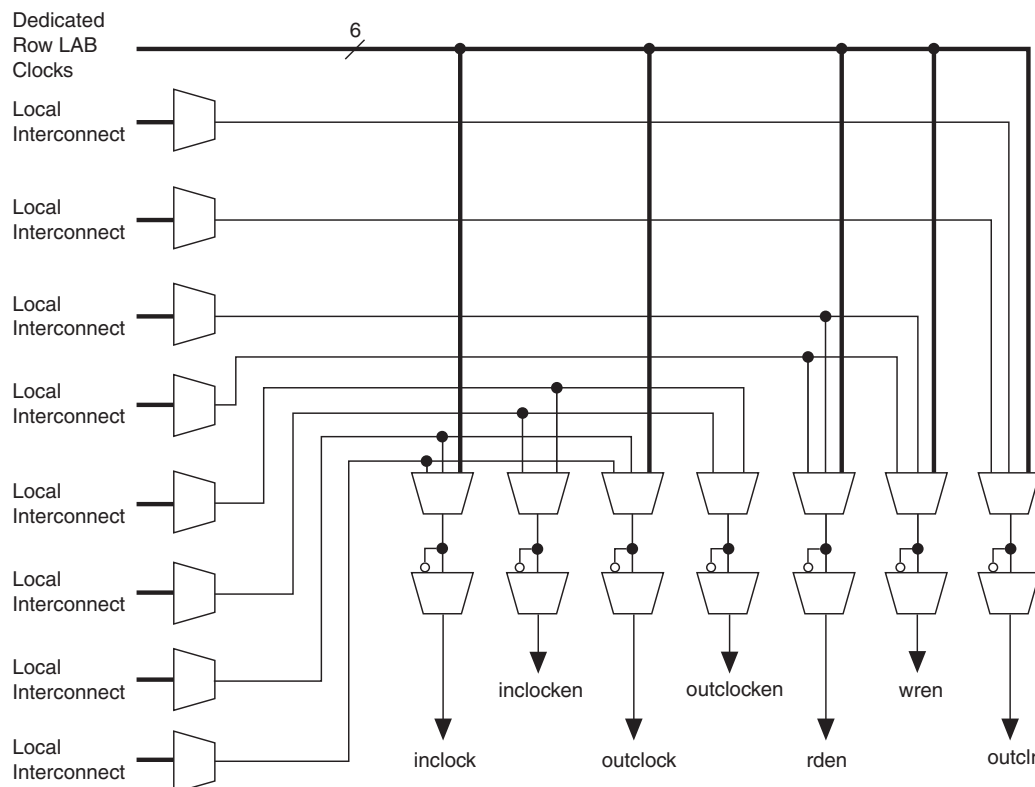 Dedicated
Row LAB
Clocks
6
Local
Interconnect
Local
Interconnect
Local
Interconnect
Local
Interconnect
Local
Interconnect
Local
Interconnect
Local
Interconnect
Local
Interconnect
inclocken
outclocken
wren
inclock
outclock
rden
outclr